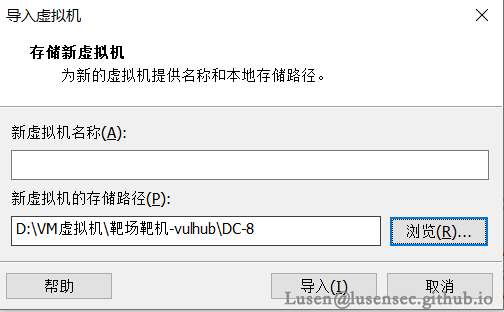 导入虚拟机
存储新虚拟机
为新的虚拟机提供名称和本地存储路径。
新虚拟机名称(A):
新虚拟机的存储路径(P):
D:\VM虚拟机\靶场靶机-vulhub\DC-8
浏览(R)...
帮助
导入(I)
取消
Lusen@lusensec.github.io